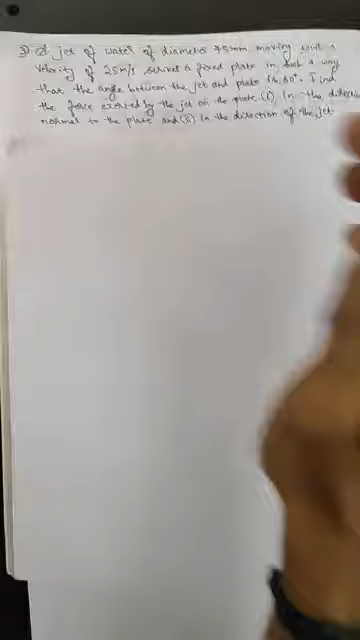 3) A jet of water of diameter 75mm moving with a
velocity of 25m/s strikes a fixed plate in such a way
that the angle between the jet and plate is 60°. Find
the force exerted by the jet on the plate (i) In the direction
normal to the plate and (ii) In the direction of the jet